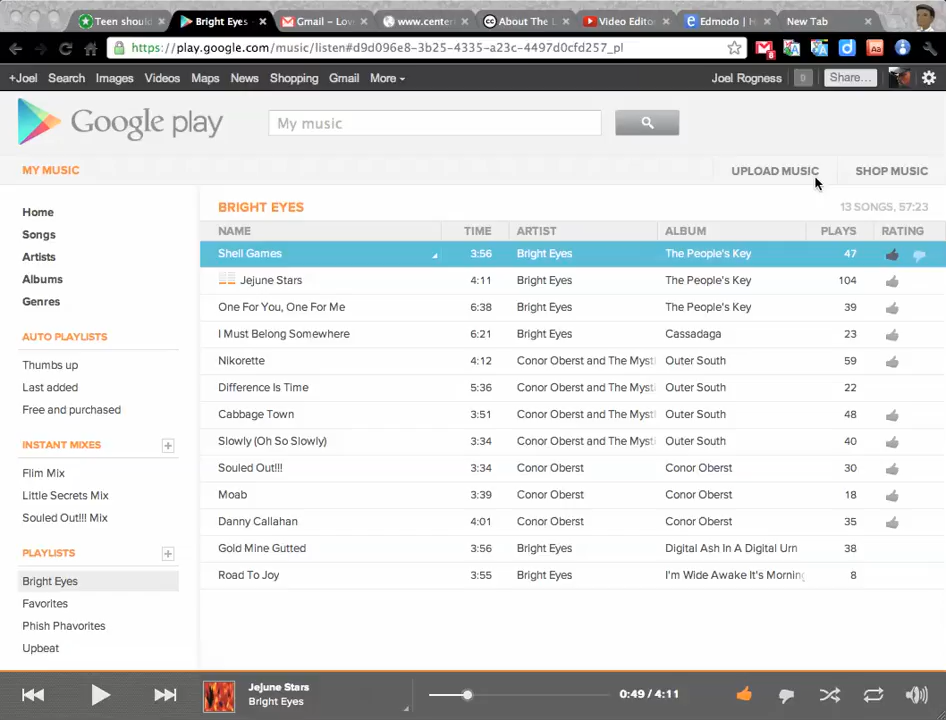 Teen should
Bright Eyes -
Gmail - Lov
www.center
cc About The L
Video Edito
Edmodo | H
New Tab
https://play.google.com/music/listen#d9d096e8-3b25-4335-a23c-4497d0cfd257_pl
+Joel Search Images Videos Maps News Shopping Gmail More
Joel Rogness 0 Share...
Google play
My music
MY MUSIC
UPLOAD MUSIC
SHOP MUSIC
Home
Songs
Artists
Albums
Genres
AUTO PLAYLISTS
Thumbs up
Last added
Free and purchased
INSTANT MIXES
Flim Mix
Little Secrets Mix
Souled Out!!! Mix
PLAYLISTS
Bright Eyes
Favorites
Phish Phavorites
Upbeat
BRIGHT EYES
13 SONGS, 57:23
NAME TIME ARTIST ALBUM PLAYS RATING
Shell Games 3:56 Bright Eyes The People's Key 47
Jejune Stars 4:11 Bright Eyes The People's Key 104
One For You, One For Me 6:38 Bright Eyes The People's Key 39
I Must Belong Somewhere 6:21 Bright Eyes Cassadaga 23
Nikorette 4:12 Conor Oberst and The Mysti Outer South 59
Difference Is Time 5:36 Conor Oberst and The Mysti Outer South 22
Cabbage Town 3:51 Conor Oberst and The Mysti Outer South 48
Slowly (Oh So Slowly) 3:34 Conor Oberst and The Mysti Outer South 40
Souled Out!!! 3:34 Conor Oberst Conor Oberst 30
Moab 3:39 Conor Oberst Conor Oberst 18
Danny Callahan 4:01 Conor Oberst Conor Oberst 35
Gold Mine Gutted 3:56 Bright Eyes Digital Ash In A Digital Urn 38
Road To Joy 3:55 Bright Eyes I'm Wide Awake It's Morning 8
Jejune Stars
Bright Eyes
0:49 / 4:11